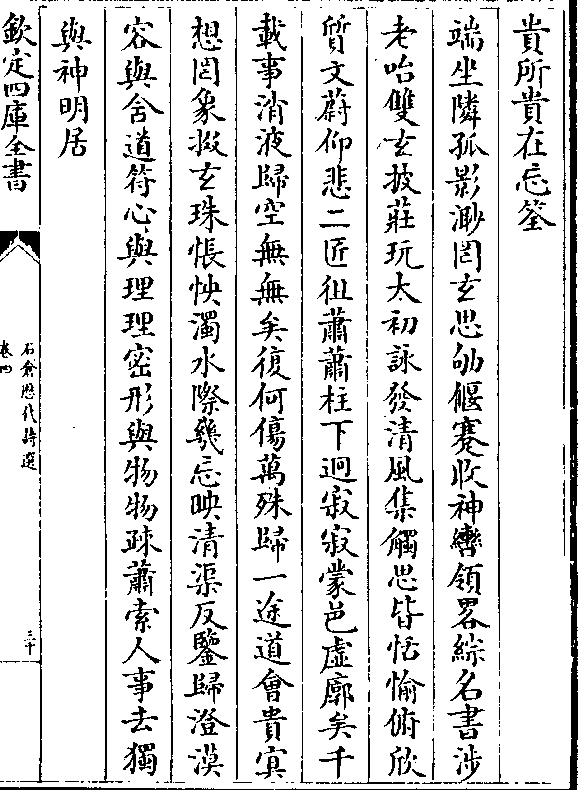 貴所貴在忘筌
端坐隣孤影渺罔玄思劬偃蹇收神轡領畧綜名書涉
老哈雙玄披莊玩太初詠發清風集觸思皆恬愉俯欣
質文蔚仰悲二匠徂蕭蕭柱下迥寂寂蒙邑虚廓矣千
載事消液歸空無無矣復何傷萬殊歸一途道會貴冥
想罔象掇玄珠悵怏濁水際幾忘映清渠反鑒歸澄漠
容與含道符心與理理密形與物物疎蕭索人事去獨
與神明居
欽定四庫全書
石倉歷代詩選
卷四
三十